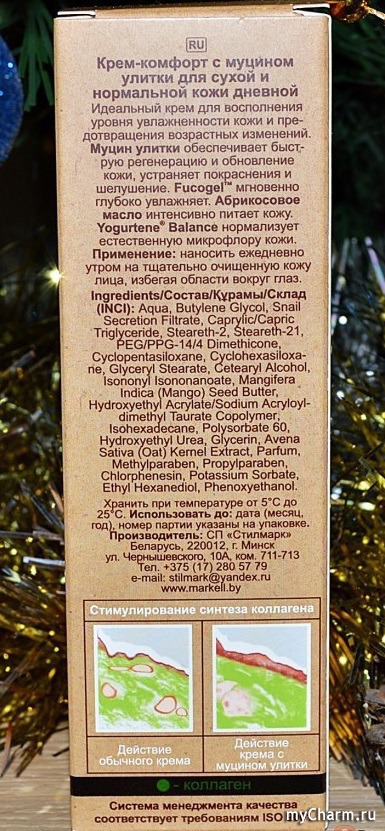 RU
Крем-комфорт с муцином
улитки для сухой и
нормальной кожи дневной
Идеальный крем для восполнения
уровня увлажненности кожи и пре-
дотвращения возрастных изменений.
Муцин улитки обеспечивает быст-
рую регенерацию и обновление
кожи, устраняет покраснения и
шелушение. Fucogel™ мгновенно
глубоко увлажняет. Абрикосовое
масло интенсивно питает кожу.
Yogurtene® Balance нормализует
естественную микрофлору кожи.
Применение: наносить ежедневно
утром на тщательно очищенную кожу
лица, избегая области вокруг глаз.
Ingredients/Состав/Құрамы/Склад
(INCI): Aqua, Butylene Glycol, Snail
Secretion Filtrate, Caprylic/Capric
Triglyceride, Steareth-2, Steareth-21,
PEG/PPG-14/4 Dimethicone,
Cyclopentasiloxane, Cyclohexasiloxa-
ne, Glyceryl Stearate, Cetearyl Alcohol,
Isononyl Isononanoate, Mangifera
Indica (Mango) Seed Butter,
Hydroxyethyl Acrylate/Sodium Acryloyl-
dimethyl Taurate Copolymer,
Isohexadecane, Polysorbate 60,
Hydroxyethyl Urea, Glycerin, Avena
Sativa (Oat) Kernel Extract, Parfum,
Methylparaben, Propylparaben,
Chlorphenesin, Potassium Sorbate,
Ethyl Hexanediol, Phenoxyethanol.
Хранить при температуре от 5°С до
25°С. Использовать до: дата (месяц,
год), номер партии указаны на упаковке.
Производитель: СП «Стилмарк»
Беларусь, 220012, г. Минск
ул. Чернышевского, 10А, ком. 711-713
Тел. +375 (17) 280 57 79
e-mail: stilmark@yandex.ru
www.markell.by
Стимулирование синтеза коллагена
Действие
обычного крема
Действие
крема с
муцином улитки
- коллаген
Система менеджмента качества
соответствует требованиям ISO
myCharm.ru